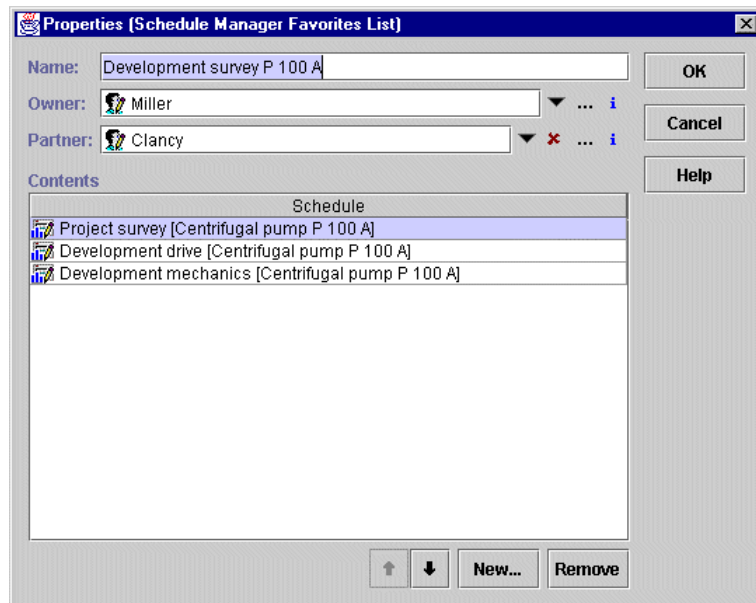 Properties (Schedule Manager Favorites List)
Name: Development survey P 100 A
OK
Owner: Miller ... i
Cancel
Partner: Clancy ... i
Help
Contents
Schedule
Project survey [Centrifugal pump P 100 A]
Development drive [Centrifugal pump P 100 A]
Development mechanics [Centrifugal pump P 100 A]
New... Remove